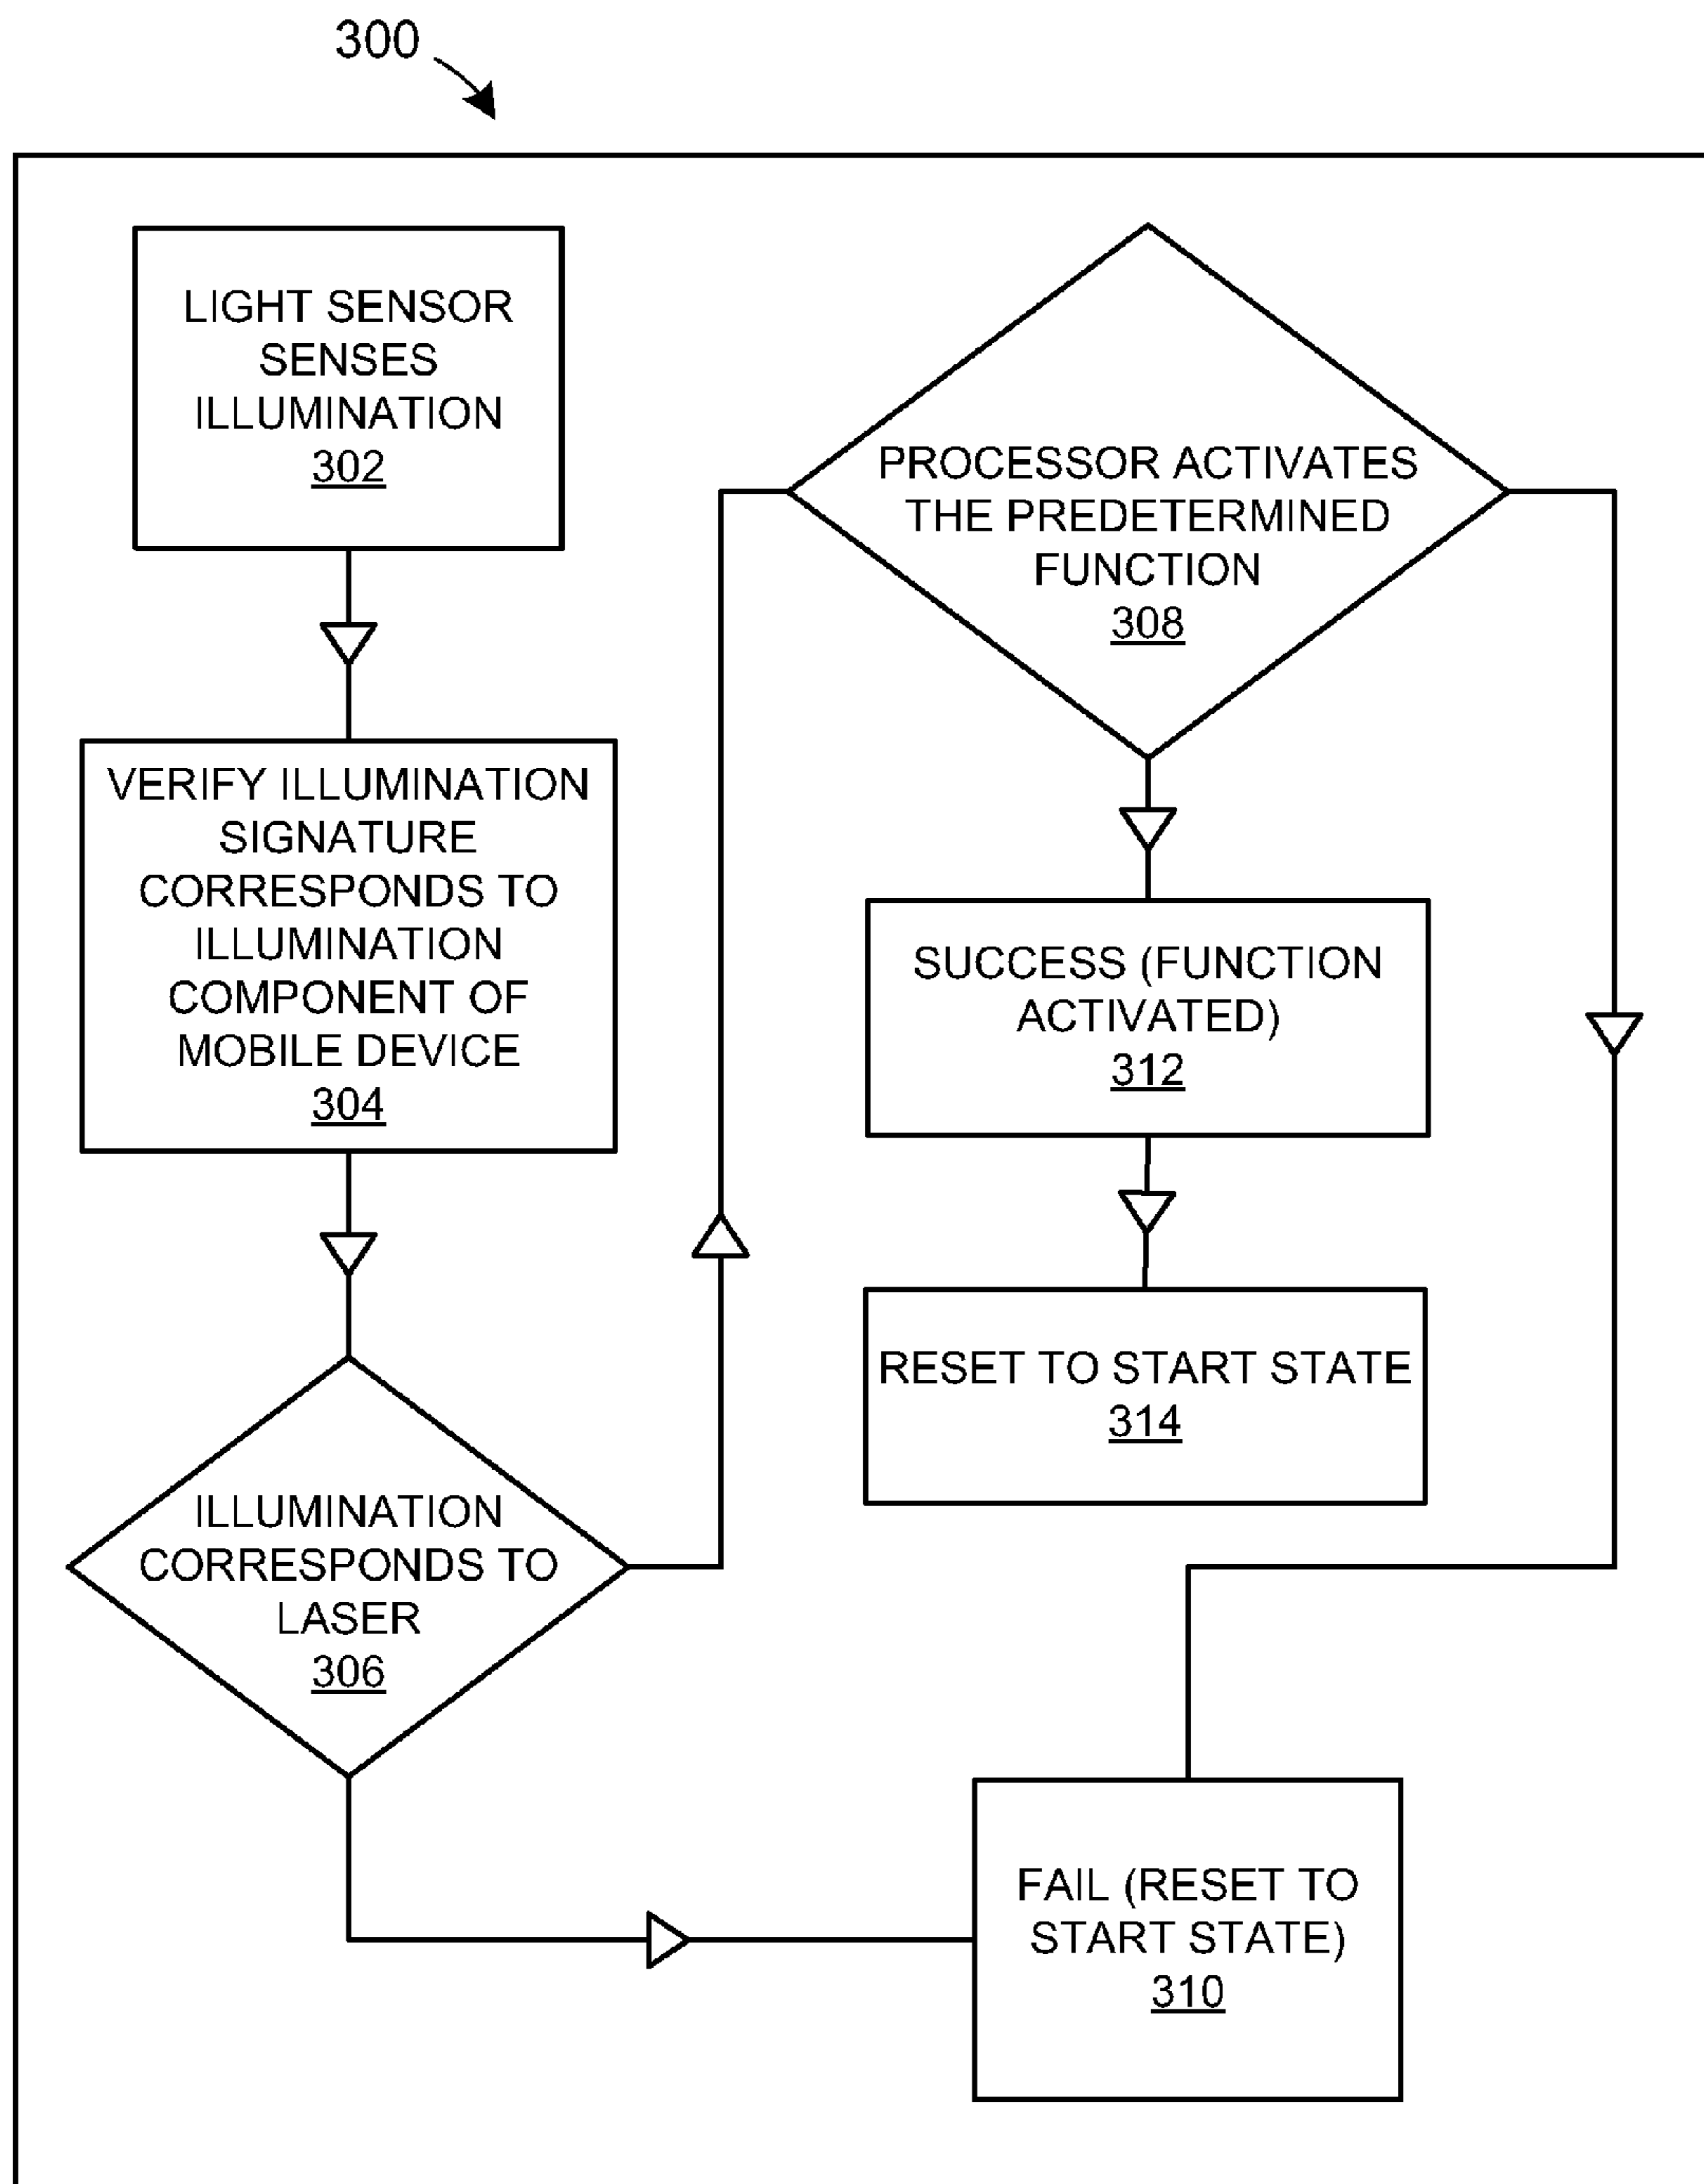 300
LIGHT SENSOR
SENSES
ILLUMINATION
302
VERIFY ILLUMINATION
SIGNATURE
CORRESPONDS TO
ILLUMINATION
COMPONENT OF
MOBILE DEVICE
304
ILLUMINATION
CORRESPONDS TO
LASER
306
PROCESSOR ACTIVATES
THE PREDETERMINED
FUNCTION
308
SUCCESS (FUNCTION
ACTIVATED)
312
RESET TO START STATE
314
FAIL (RESET TO
START STATE)
310